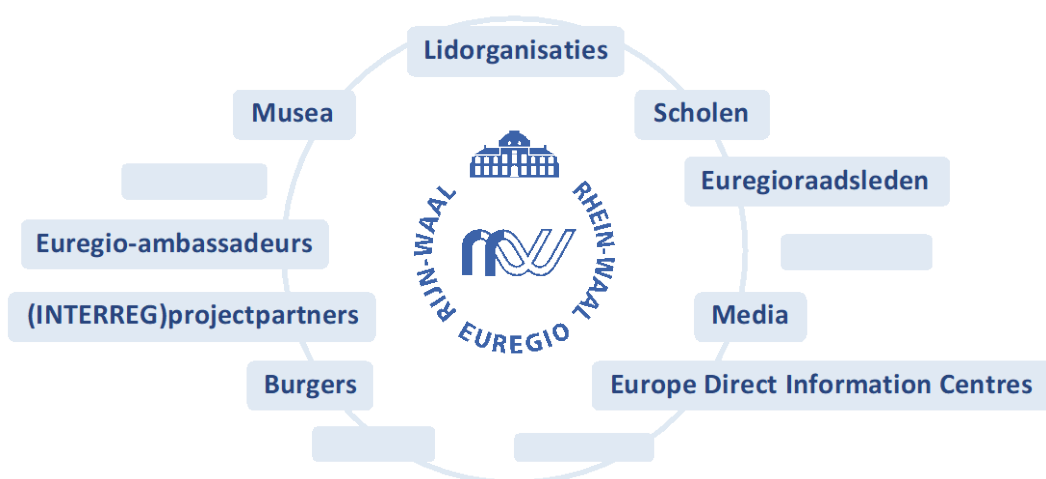 Lidorganisaties
Musea
Scholen
Euregioraadsleden
Euregio-ambassadeurs
RIJN-WAAL
RHEIN-WAAL
EUREGIO
(INTERREG)projectpartners
Media
Burgers
Europe Direct Information Centres